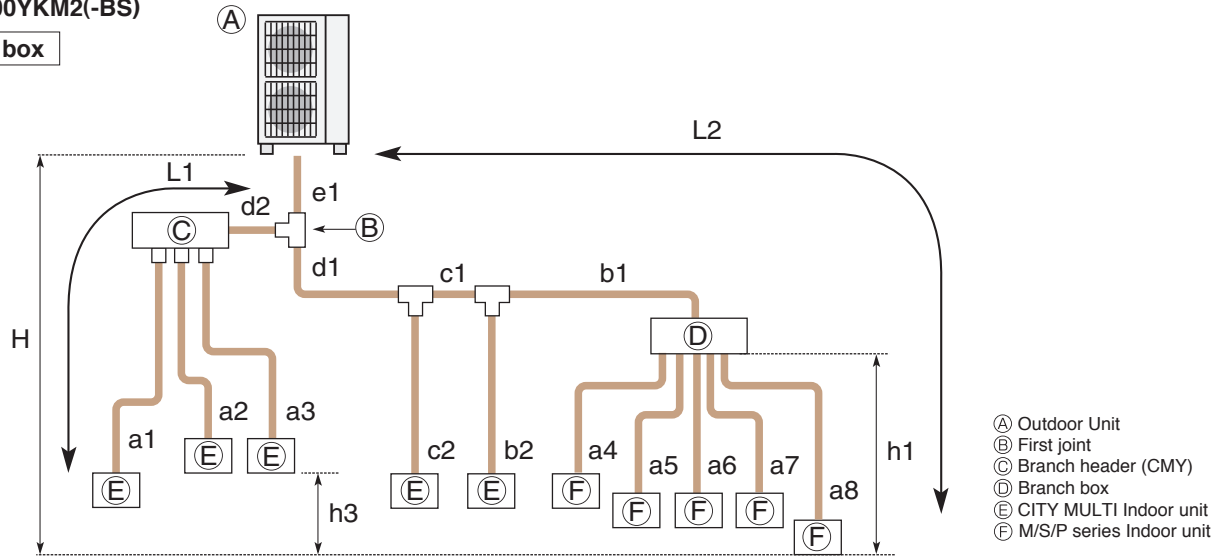 00YKM2(-BS)
box
Ⓐ
L2
L1
e1
d2
Ⓒ
Ⓑ
d1
c1
b1
H
Ⓓ
a1
a2
a3
c2
b2
a4
a5
a6
a7
a8
h1
Ⓔ
Ⓔ
Ⓔ
Ⓔ
Ⓔ
Ⓕ
Ⓕ
Ⓕ
Ⓕ
Ⓕ
h3
Ⓐ Outdoor Unit
Ⓑ First joint
Ⓒ Branch header (CMY)
Ⓓ Branch box
Ⓔ CITY MULTI Indoor unit
Ⓕ M/S/P series Indoor unit